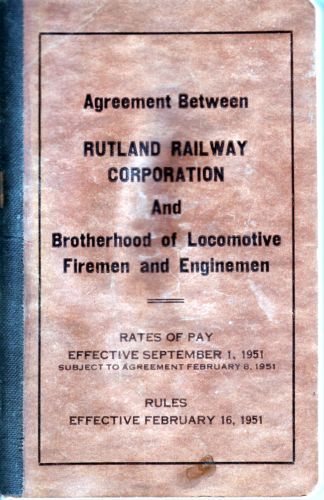 Agreement Between
RUTLAND RAILWAY
CORPORATION
And
Brotherhood of Locomotive
Firemen and Enginemen
RATES OF PAY
EFFECTIVE SEPTEMBER 1, 1951
SUBJECT TO AGREEMENT FEBRUARY 8, 1951
RULES
EFFECTIVE FEBRUARY 16, 1951